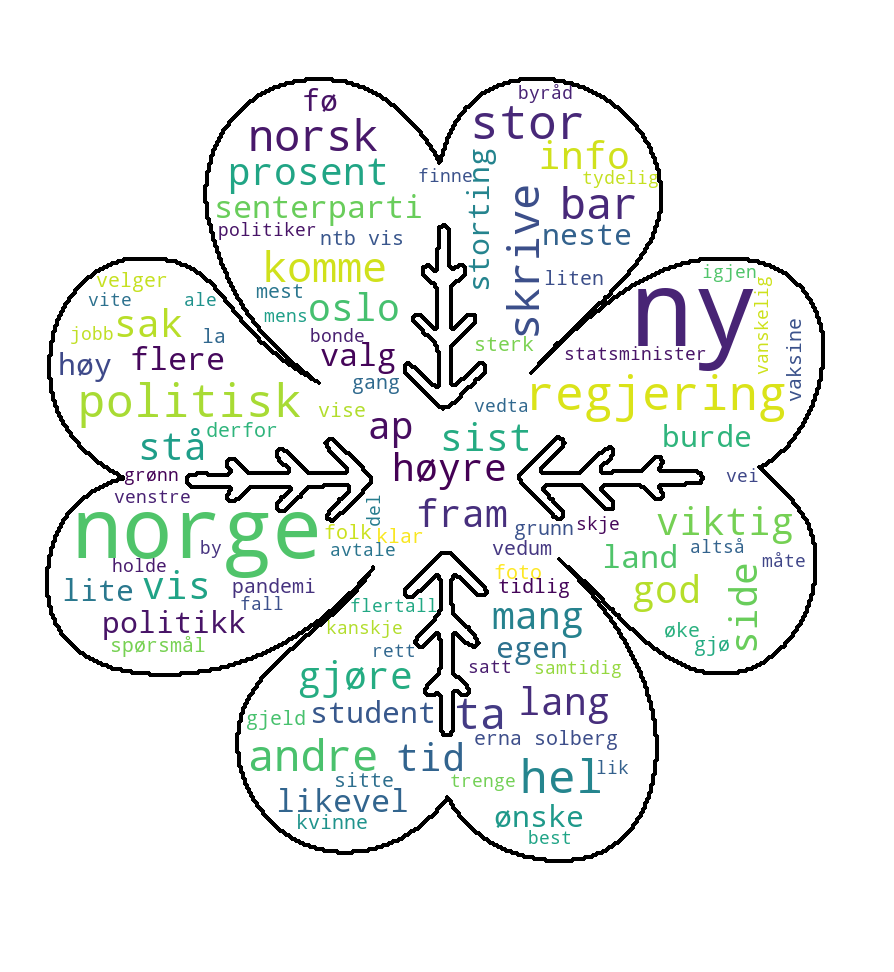 byråd
fø
stor
norsk
info
finne
prosent
storting
tydelig
skrive
bar
senterparti
politiker
ntb vis
neste
igjen
komme
liten
ny
vanskelig
velger
mest
vite
ale
oslo
mens
sak
jobb
la
bonde
sterk
vaksine
valg
statsminister
høy
flere
gang
regjering
politisk
vise
vedta
ap
derfor
sist
burde
stå
høyre
grønn
vei
venstre
del
fram
norge
folk
klar
grunn
skje
viktig
by
avtale
vedum
altså
holde
land
måte
foto
lite
vis
pandemi
tidlig
god
side
fall
flertall
mang
politikk
kanskje
øke
spørsmål
rett
egen
gjø
gjøre
satt
samtidig
gjeld
student
ta
lang
erna solberg
andre
tid
sitte
trenge
hel
lik
likevel
kvinne
ønske
best